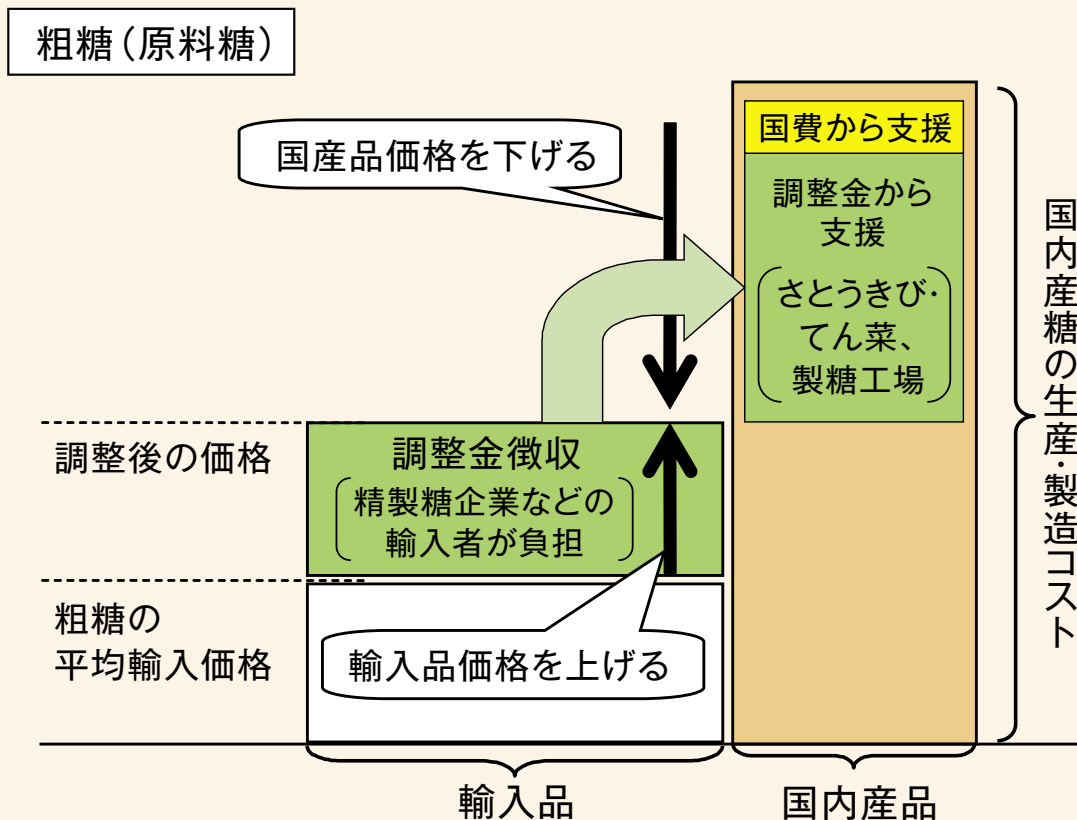 粗糖（原料糖）
国産品価格を下げる
国費から支援
調整金から
支援
さとうきび・
てん菜、
製糖工場
国内産糖の生産・製造コスト
調整後の価格
調整金徴収
精製糖企業などの
輸入者が負担
粗糖の
平均輸入価格
輸入品価格を上げる
輸入品
国内産品